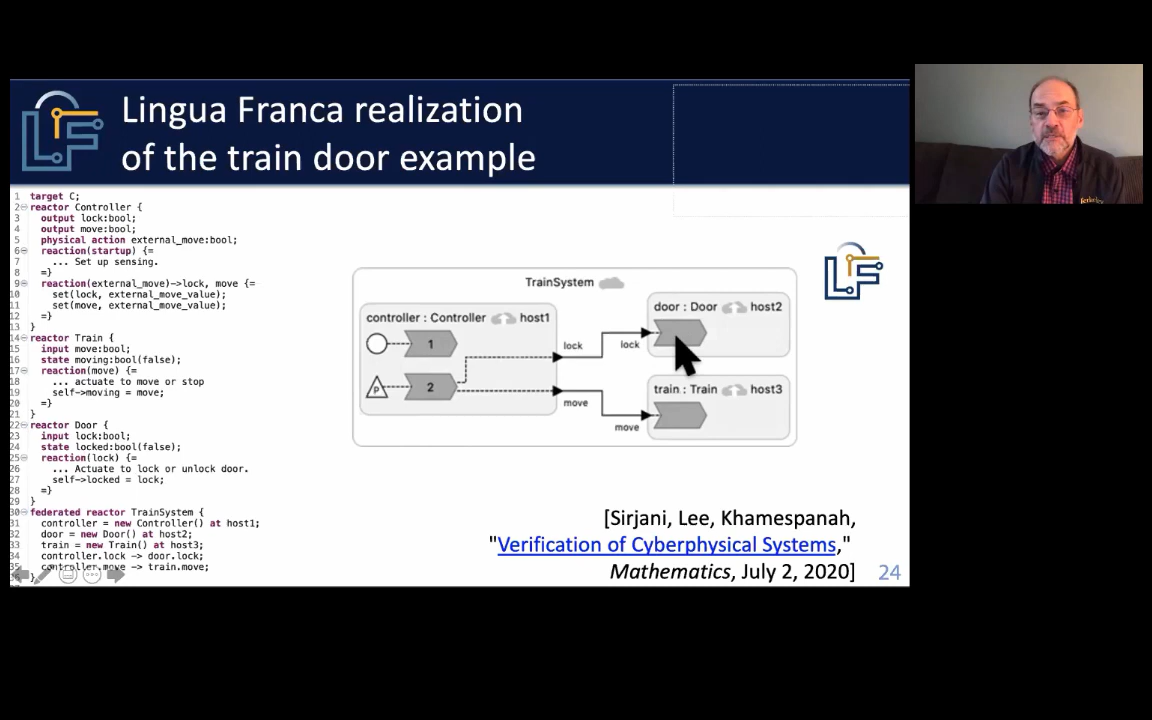 LF
Lingua Franca realization
of the train door example
1 target C;
2 reactor Controller {
3 output lock:bool;
4 output move:bool;
5 physical action external_move:bool;
6 reaction(startup) {=
7 ... Set up sensing.
8 =}
9 reaction(external_move)->lock, move {=
10 set(lock, external_move_value);
11 set(move, external_move_value);
12 =}
13 }
14 reactor Train {
15 input move:bool;
16 state moving:bool(false);
17 reaction(move) {=
18 ... actuate to move or stop
19 self->moving = move;
20 =}
21 }
22 reactor Door {
23 input lock:bool;
24 state locked:bool(false);
25 reaction(lock) {=
26 ... Actuate to lock or unlock door.
27 self->locked = lock;
28 =}
29 }
30 federated reactor TrainSystem {
31 controller = new Controller() at host1;
32 door = new Door() at host2;
33 train = new Train() at host3;
34 controller.lock -> door.lock;
35 controller.move -> train.move;
}
TrainSystem
controller : Controller host1
1
P
2
lock
move
lock
move
door : Door host2
train : Train host3
LF
[Sirjani, Lee, Khamespanah,
"Verification of Cyberphysical Systems,"
Mathematics, July 2, 2020]
24